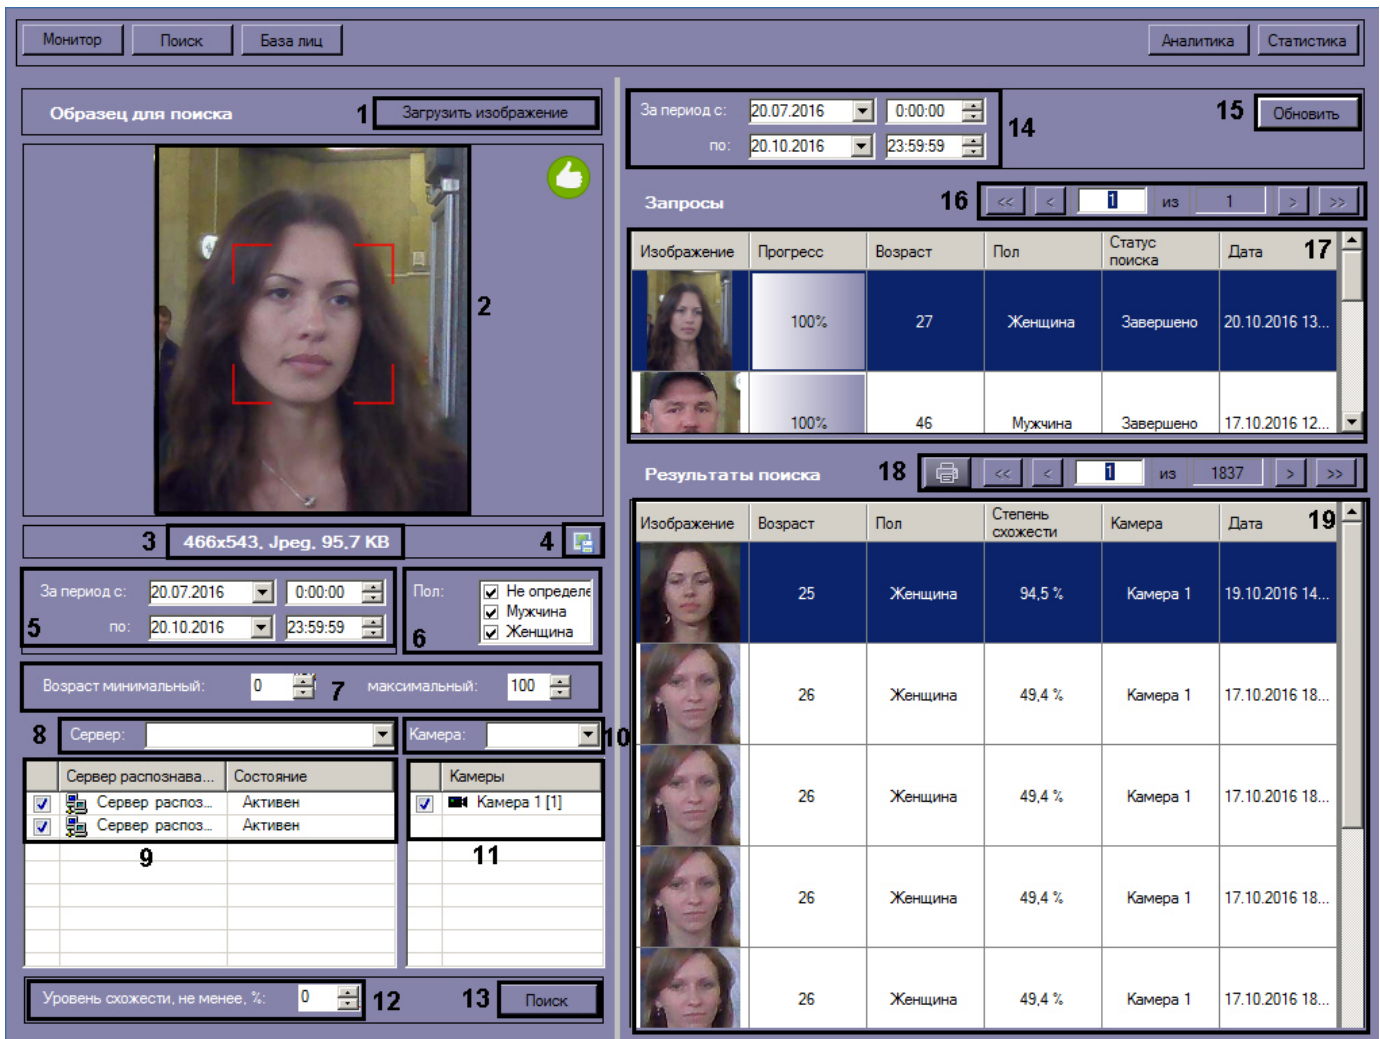 Монитор
Поиск
База лиц
Аналитика
Статистика
Образец для поиска
1
Загрузить изображение
2
3
466x543, Jpeg, 95,7 KB
4
За период с: 20.07.2016 0:00:00
по: 20.10.2016 23:59:59
5
Пол:
Не определе
Мужчина
Женщина
6
Возраст минимальный: 0
7
максимальный: 100
8
Сервер:
Камера:
10
Сервер распознава... Состояние
Сервер распоз... Активен
Сервер распоз... Активен
9
Камеры
Камера 1 [1]
11
Уровень схожести, не менее, %: 0
12
13
Поиск
За период с: 20.07.2016 0:00:00
по: 20.10.2016 23:59:59
14
15
Обновить
Запросы
16
<< < 1 из 1 > >>
Изображение Прогресс Возраст Пол Статус поиска Дата
17
100% 27 Женщина Завершено 20.10.2016 13...
100% 46 Мужчина Завершено 17.10.2016 12...
Результаты поиска
18
<< < 1 из 1837 > >>
Изображение Возраст Пол Степень схожести Камера Дата
19
25 Женщина 94,5 % Камера 1 19.10.2016 14...
26 Женщина 49,4 % Камера 1 17.10.2016 18...
26 Женщина 49,4 % Камера 1 17.10.2016 18...
26 Женщина 49,4 % Камера 1 17.10.2016 18...
26 Женщина 49,4 % Камера 1 17.10.2016 18...